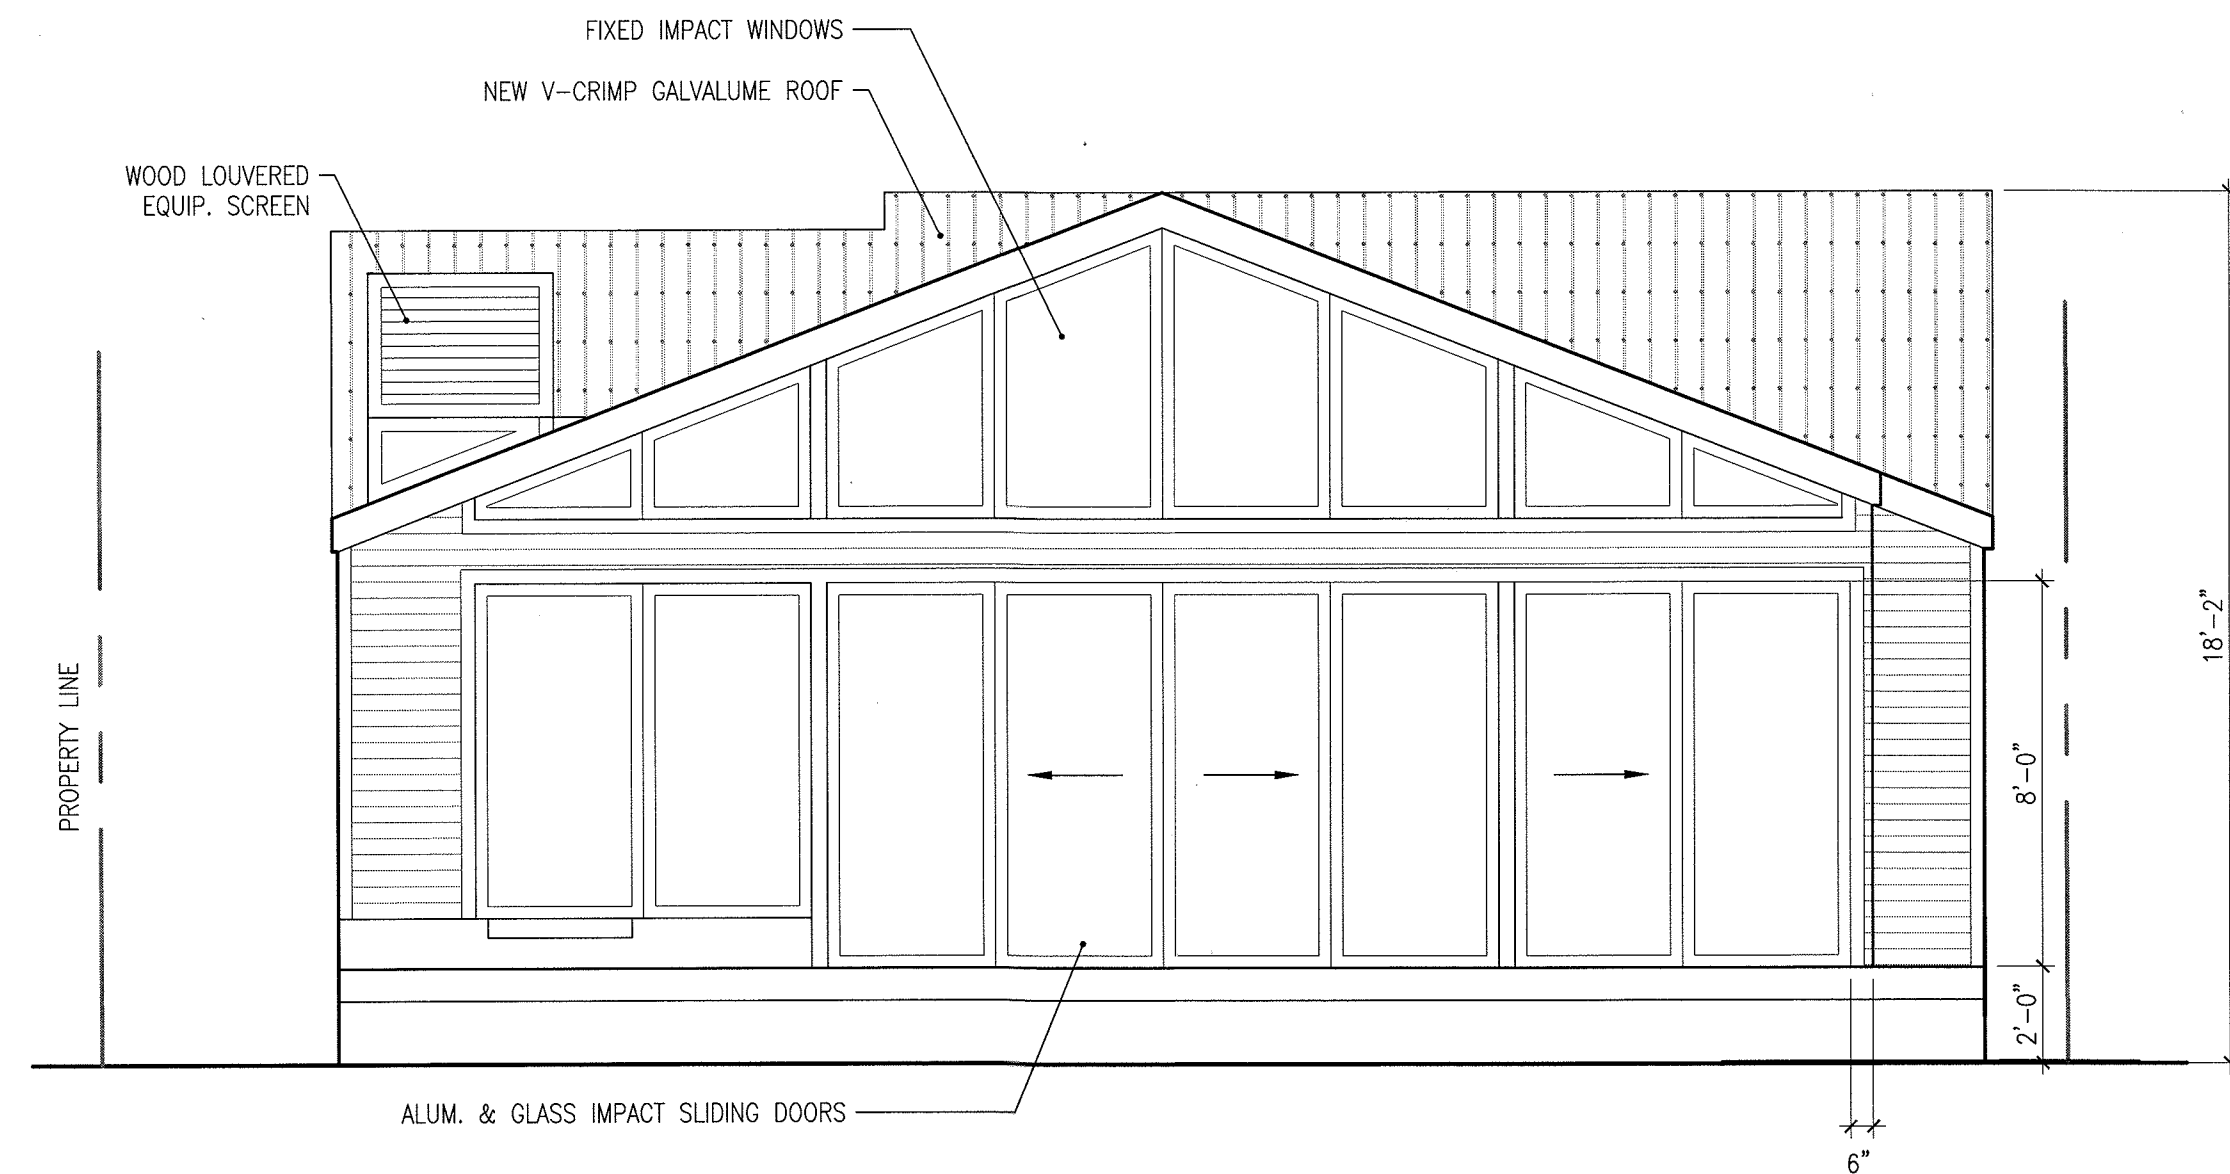 FIXED IMPACT WINDOWS
NEW V-CRIMP GALVALUME ROOF
WOOD LOUVERED
EQUIP. SCREEN
PROPERTY LINE
18'-2"
8'-0"
2'-0"
ALUM. & GLASS IMPACT SLIDING DOORS
6"